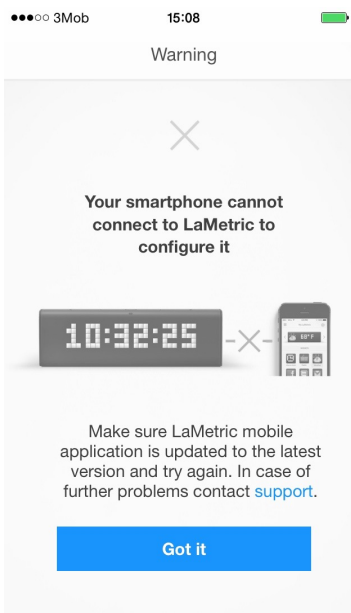 3Mob 15:08
Warning
Your smartphone cannot
connect to LaMetric to
configure it
10:32:25
68° F
Make sure LaMetric mobile
application is updated to the latest
version and try again. In case of
further problems contact support.
Got it